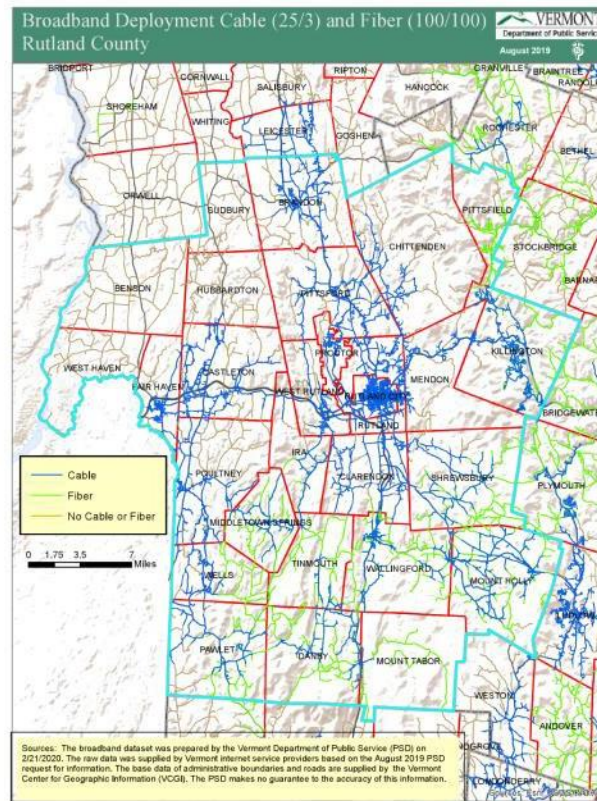 Broadband Deployment Cable (25/3) and Fiber (100/100)
Rutland County
VERMONT
Department of Public Service
August 2019
BRIDPORT
CORNWALL
SALISBURY
RIPTON
HANCOCK
GRANVILLE
BRAINTREE
SHOREHAM
WHITING
LEICESTER
GOSHEN
ROCHESTER
BETHEL
ORWELL
SUDBURY
BRANDON
PITTSFIELD
CHITTENDEN
STOCKBRIDGE
BENSON
HUBBARDTON
PITTSFORD
PROCTOR
KILLINGTON
WEST HAVEN
CASTLETON
FAIR HAVEN
WEST RUTLAND
MENDON
RUTLAND CITY
RUTLAND
BRIDGEWATER
IRA
POULTNEY
CLARENDON
SHREWSBURY
PLYMOUTH
Cable
Fiber
No Cable or Fiber
MIDDLETOWN SPRINGS
0 1.75 3.5 7
Miles
TINMOUTH
WELLS
WALLINGFORD
MOUNT HOLLY
LUDLOW
PAWLET
DANBY
MOUNT TABOR
WESTON
ANDOVER
LONDONDERRY
Sources: The broadband dataset was prepared by the Vermont Department of Public Service (PSD) on
2/21/2020. The raw data was supplied by Vermont internet service providers based on the August 2019 PSD
request for information. The base data of administrative boundaries and roads are supplied by the Vermont
Center for Geographic Information (VCGI). The PSD makes no guarantee to the accuracy of this information.